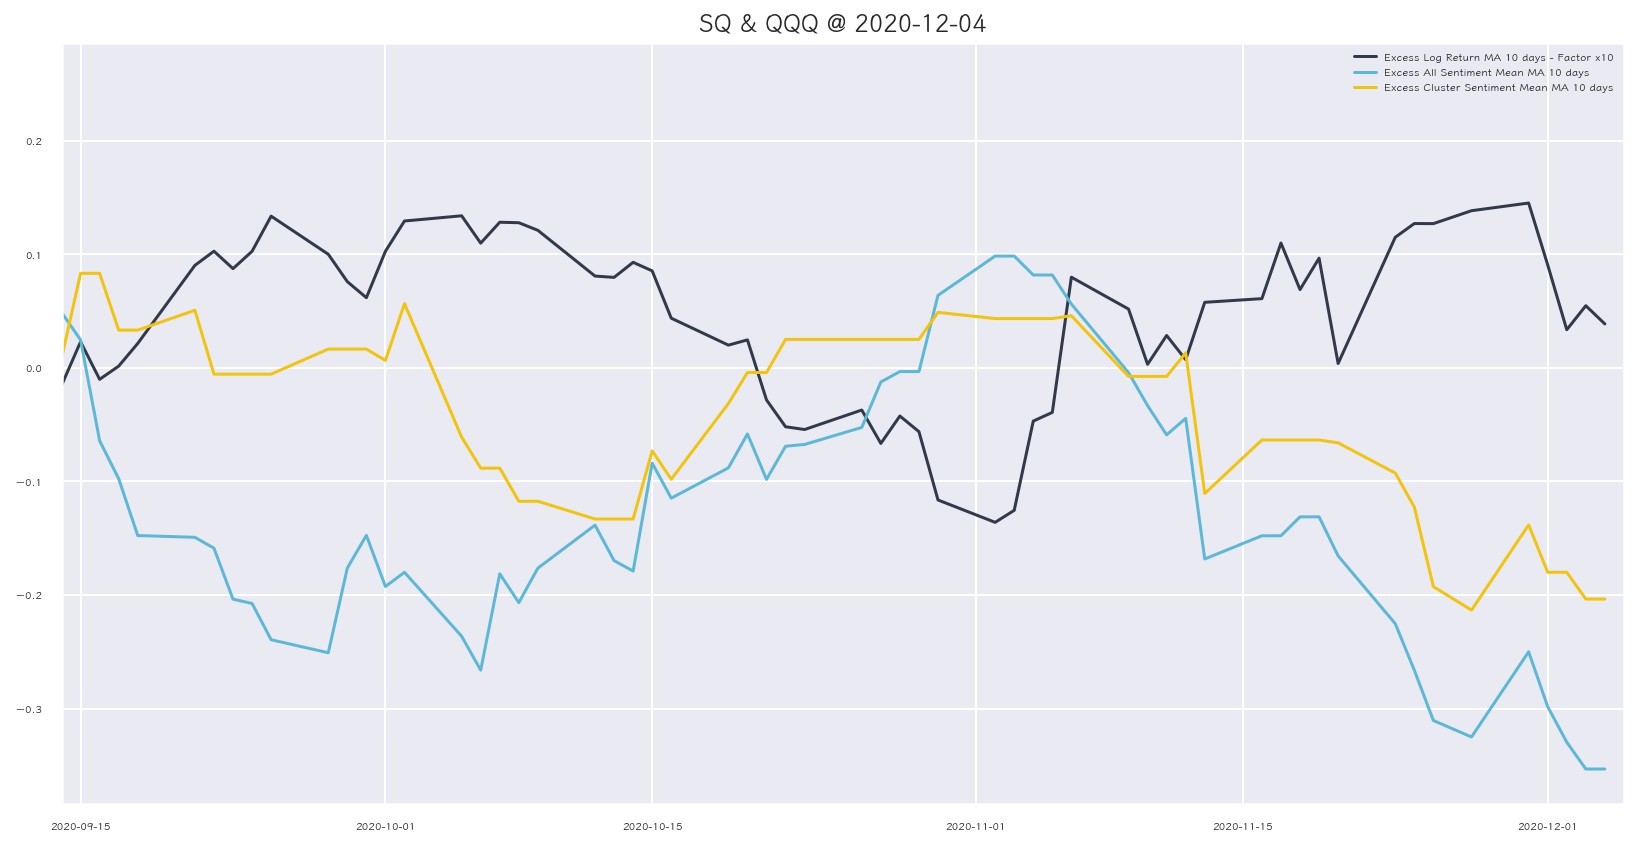 SQ & QQQ @ 2020-12-04
Excess Log Return MA 10 days - Factor x10
Excess All Sentiment Mean MA 10 days
Excess Cluster Sentiment Mean MA 10 days
0.2
0.1
0.0
−0.1
−0.2
−0.3
2020-09-15 2020-10-01 2020-10-15 2020-11-01 2020-11-15 2020-12-01